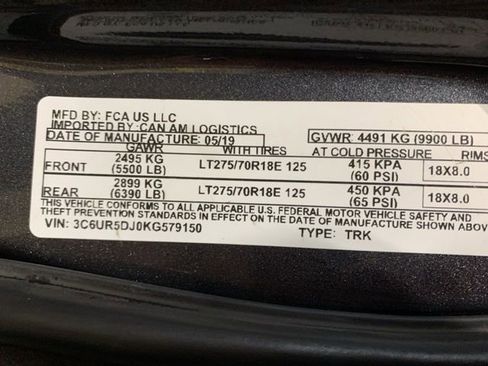 MFD BY: FCA US LLC
IMPORTED BY: CAN AM LOGISTICS
DATE OF MANUFACTURE: 05/19 GVWR: 4491 KG (9900 LB)
GAWR WITH TIRES AT COLD PRESSURE RIMS
FRONT 2495 KG (5500 LB) LT275/70R18E 125 415 KPA (60 PSI) 18X8.0
REAR 2899 KG (6390 LB) LT275/70R18E 125 450 KPA (65 PSI) 18X8.0
THIS VEHICLE CONFORMS TO ALL APPLICABLE U.S. FEDERAL MOTOR VEHICLE SAFETY AND
THEFT PREVENTION STANDARDS IN EFFECT ON THE DATE OF MANUFACTURE SHOWN ABOVE
VIN: 3C6UR5DJ0KG579150 TYPE: TRK